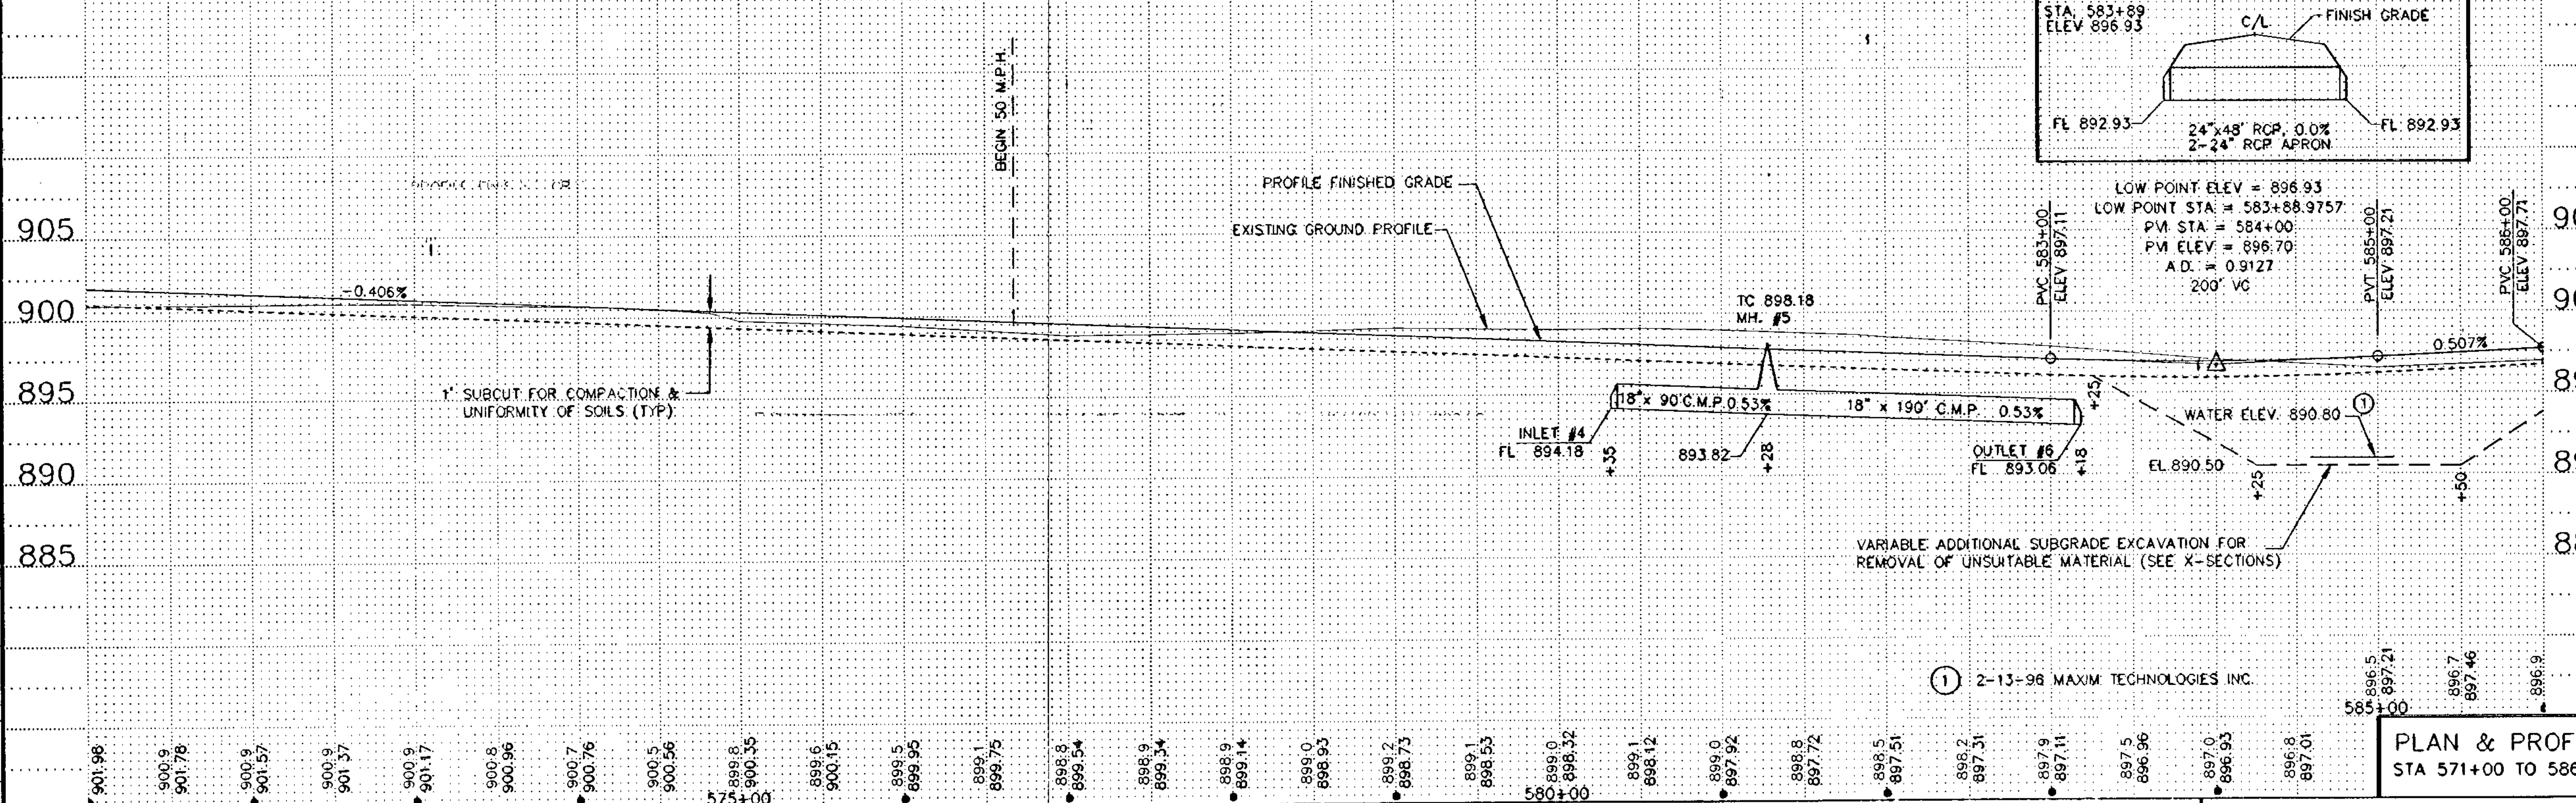 STA. 583+89
ELEV 896.93
C/L
FINISH GRADE
FL 892.93
FL 892.93
24"x48' RCP, 0.0%
2-24" RCP APRON
BEGIN 50 M.P.H.
PROFILE FINISHED GRADE
EXISTING GROUND PROFILE
LOW POINT ELEV = 896.93
LOW POINT STA = 583+88.9757
PVI STA = 584+00
PVI ELEV = 896.70
A.D. = 0.9127
200' VC
PVC 583+00
ELEV 897.11
PVT 585+00
ELEV 897.21
PVC 586+00
ELEV 897.71
905
900
895
890
885
-0.406%
0.507%
TC 898.18
MH. #5
1' SUBCUT FOR COMPACTION &
UNIFORMITY OF SOILS (TYP)
18"x 90'C.M.P.0.53%
18" x 190' C.M.P. 0.53%
INLET #4
FL 894.18
+35
893.82
+28
OUTLET #6
FL 893.06
+18
+25
WATER ELEV. 890.80 ①
EL.890.50
+25
+50
VARIABLE ADDITIONAL SUBGRADE EXCAVATION FOR
REMOVAL OF UNSUITABLE MATERIAL (SEE X-SECTIONS)
① 2-13-96 MAXIM TECHNOLOGIES INC.
901.98
900.9
901.78
900.9
901.57
900.9
901.37
900.9
901.17
900.8
900.96
900.7
900.76
900.5
900.56
899.8
900.35
899.6
900.15
899.5
899.95
899.1
899.75
898.8
899.54
898.9
899.34
898.9
899.14
899.0
898.93
899.2
898.73
899.1
898.53
899.0
898.32
899.1
898.12
899.0
897.92
898.8
897.72
898.5
897.51
898.2
897.31
897.9
897.11
897.5
896.96
897.0
896.93
896.8
897.01
896.5
897.21
896.7
897.46
896.9
575+00
580+00
585+00
PLAN & PROF
STA 571+00 TO 586